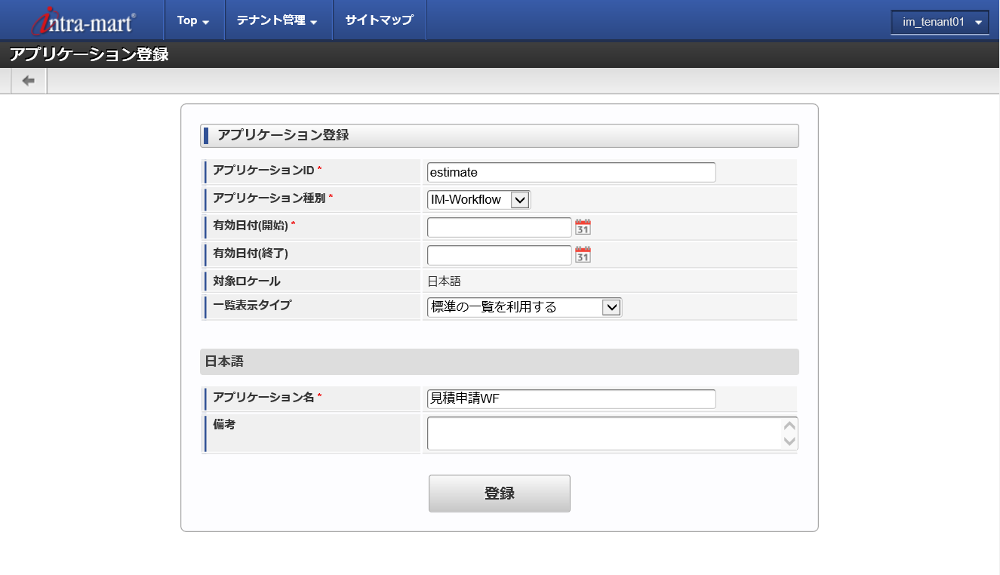 intra-mart® Top テナント管理 サイトマップ im_tenant01
アプリケーション登録
アプリケーション登録
アプリケーションID * estimate
アプリケーション種別 * IM-Workflow
有効日付(開始) * 31
有効日付(終了) 31
対象ロケール 日本語
一覧表示タイプ 標準の一覧を利用する
日本語
アプリケーション名 * 見積申請WF
備考
登録